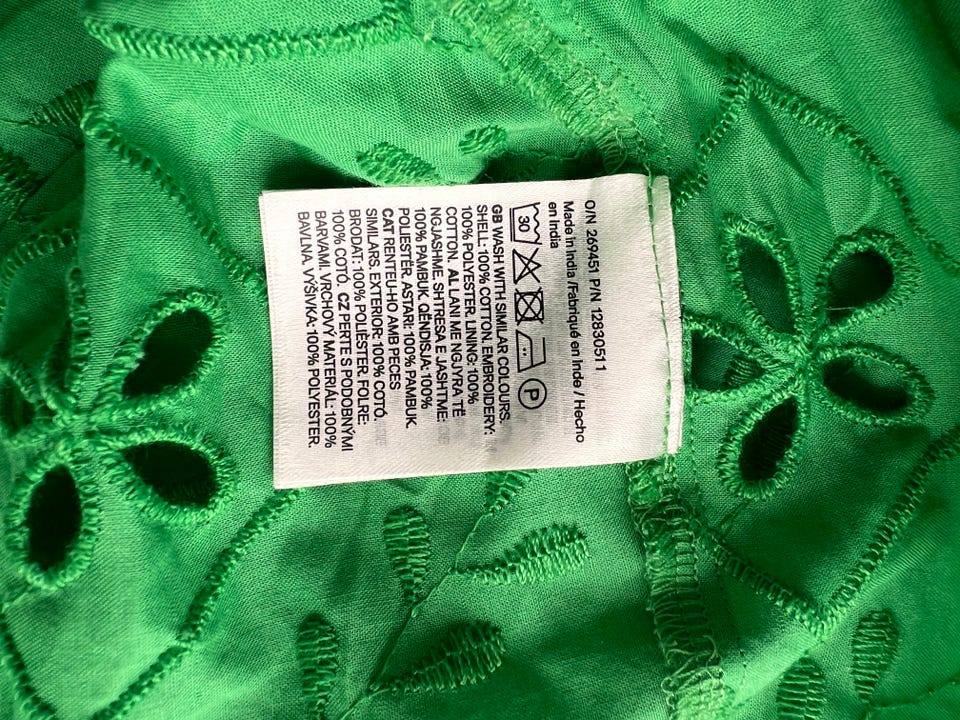 O/N 269451 P/N 1283051 1
Made in India /Fabriqué en Inde / Hecho
en India
30 P
GB WASH WITH SIMILAR COLOURS.
SHELL: 100% COTTON. EMBROIDERY:
100% POLYESTER. LINING: 100%
COTTON. AL LANI ME NGJYRA TË
NGJASHME. SHTRESA E JASHTME:
100% PAMBUK. QËNDISJA: 100%
POLIESTËR. ASTARI: 100% PAMBUK.
CAT RENTEU-HO AMB PECES
SIMILARS. EXTERIOR: 100% COTÓ.
BRODAT: 100% POLIÈSTER. FOLRE:
100% COTÓ. CZ PERTE S PODOBNÝMI
BARVAMI. VRCHOVÝ MATERIÁL: 100%
BAVLNA. VÝŠIVKA: 100% POLYESTER.